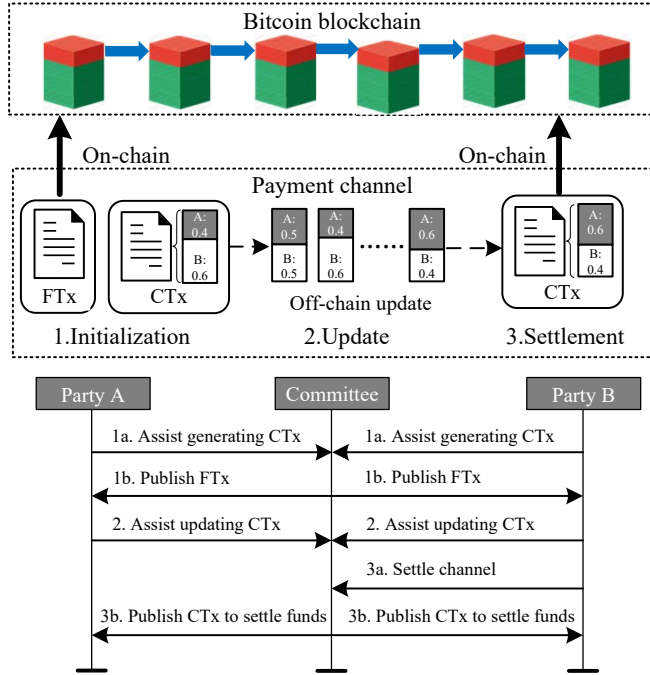 Bitcoin blockchain
On-chain
On-chain
Payment channel
A:
0.4
B:
0.6
FTx
CTx
A:
0.5
B:
0.5
A:
0.4
B:
0.6
......
A:
0.6
B:
0.4
Off-chain update
A:
0.6
B:
0.4
CTx
1.Initialization
2.Update
3.Settlement
Party A
Committee
Party B
1a. Assist generating CTx
1a. Assist generating CTx
1b. Publish FTx
1b. Publish FTx
2. Assist updating CTx
2. Assist updating CTx
3a. Settle channel
3b. Publish CTx to settle funds
3b. Publish CTx to settle funds